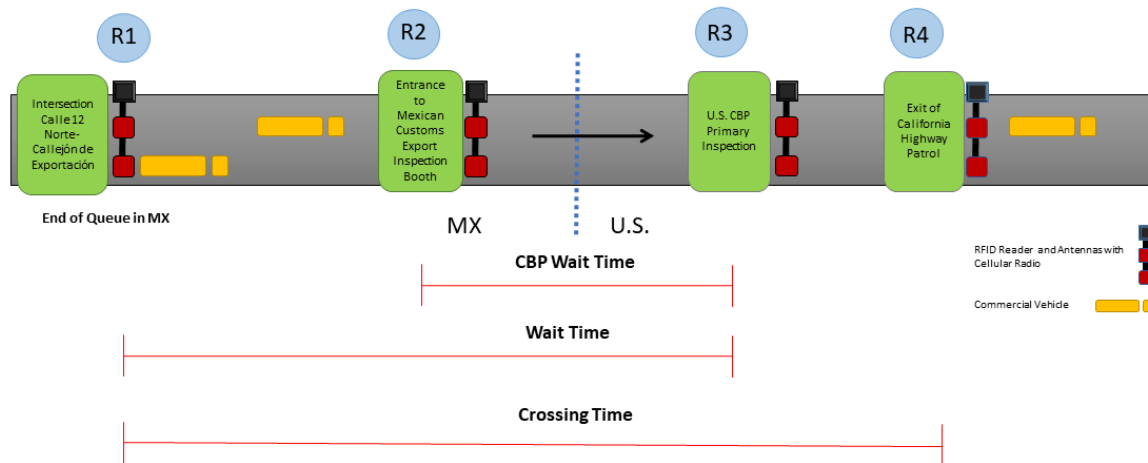 R1
R2
R3
R4
Intersection
Calle 12
Norte-
Callejón de
Exportación
Entrance
to
Mexican
Customs
Export
Inspection
Booth
U.S. CBP
Primary
Inspection
Exit of
California
Highway
Patrol
End of Queue in MX
MX
U.S.
RFID Reader and Antennas with
Cellular Radio
Commercial Vehicle
CBP Wait Time
Wait Time
Crossing Time